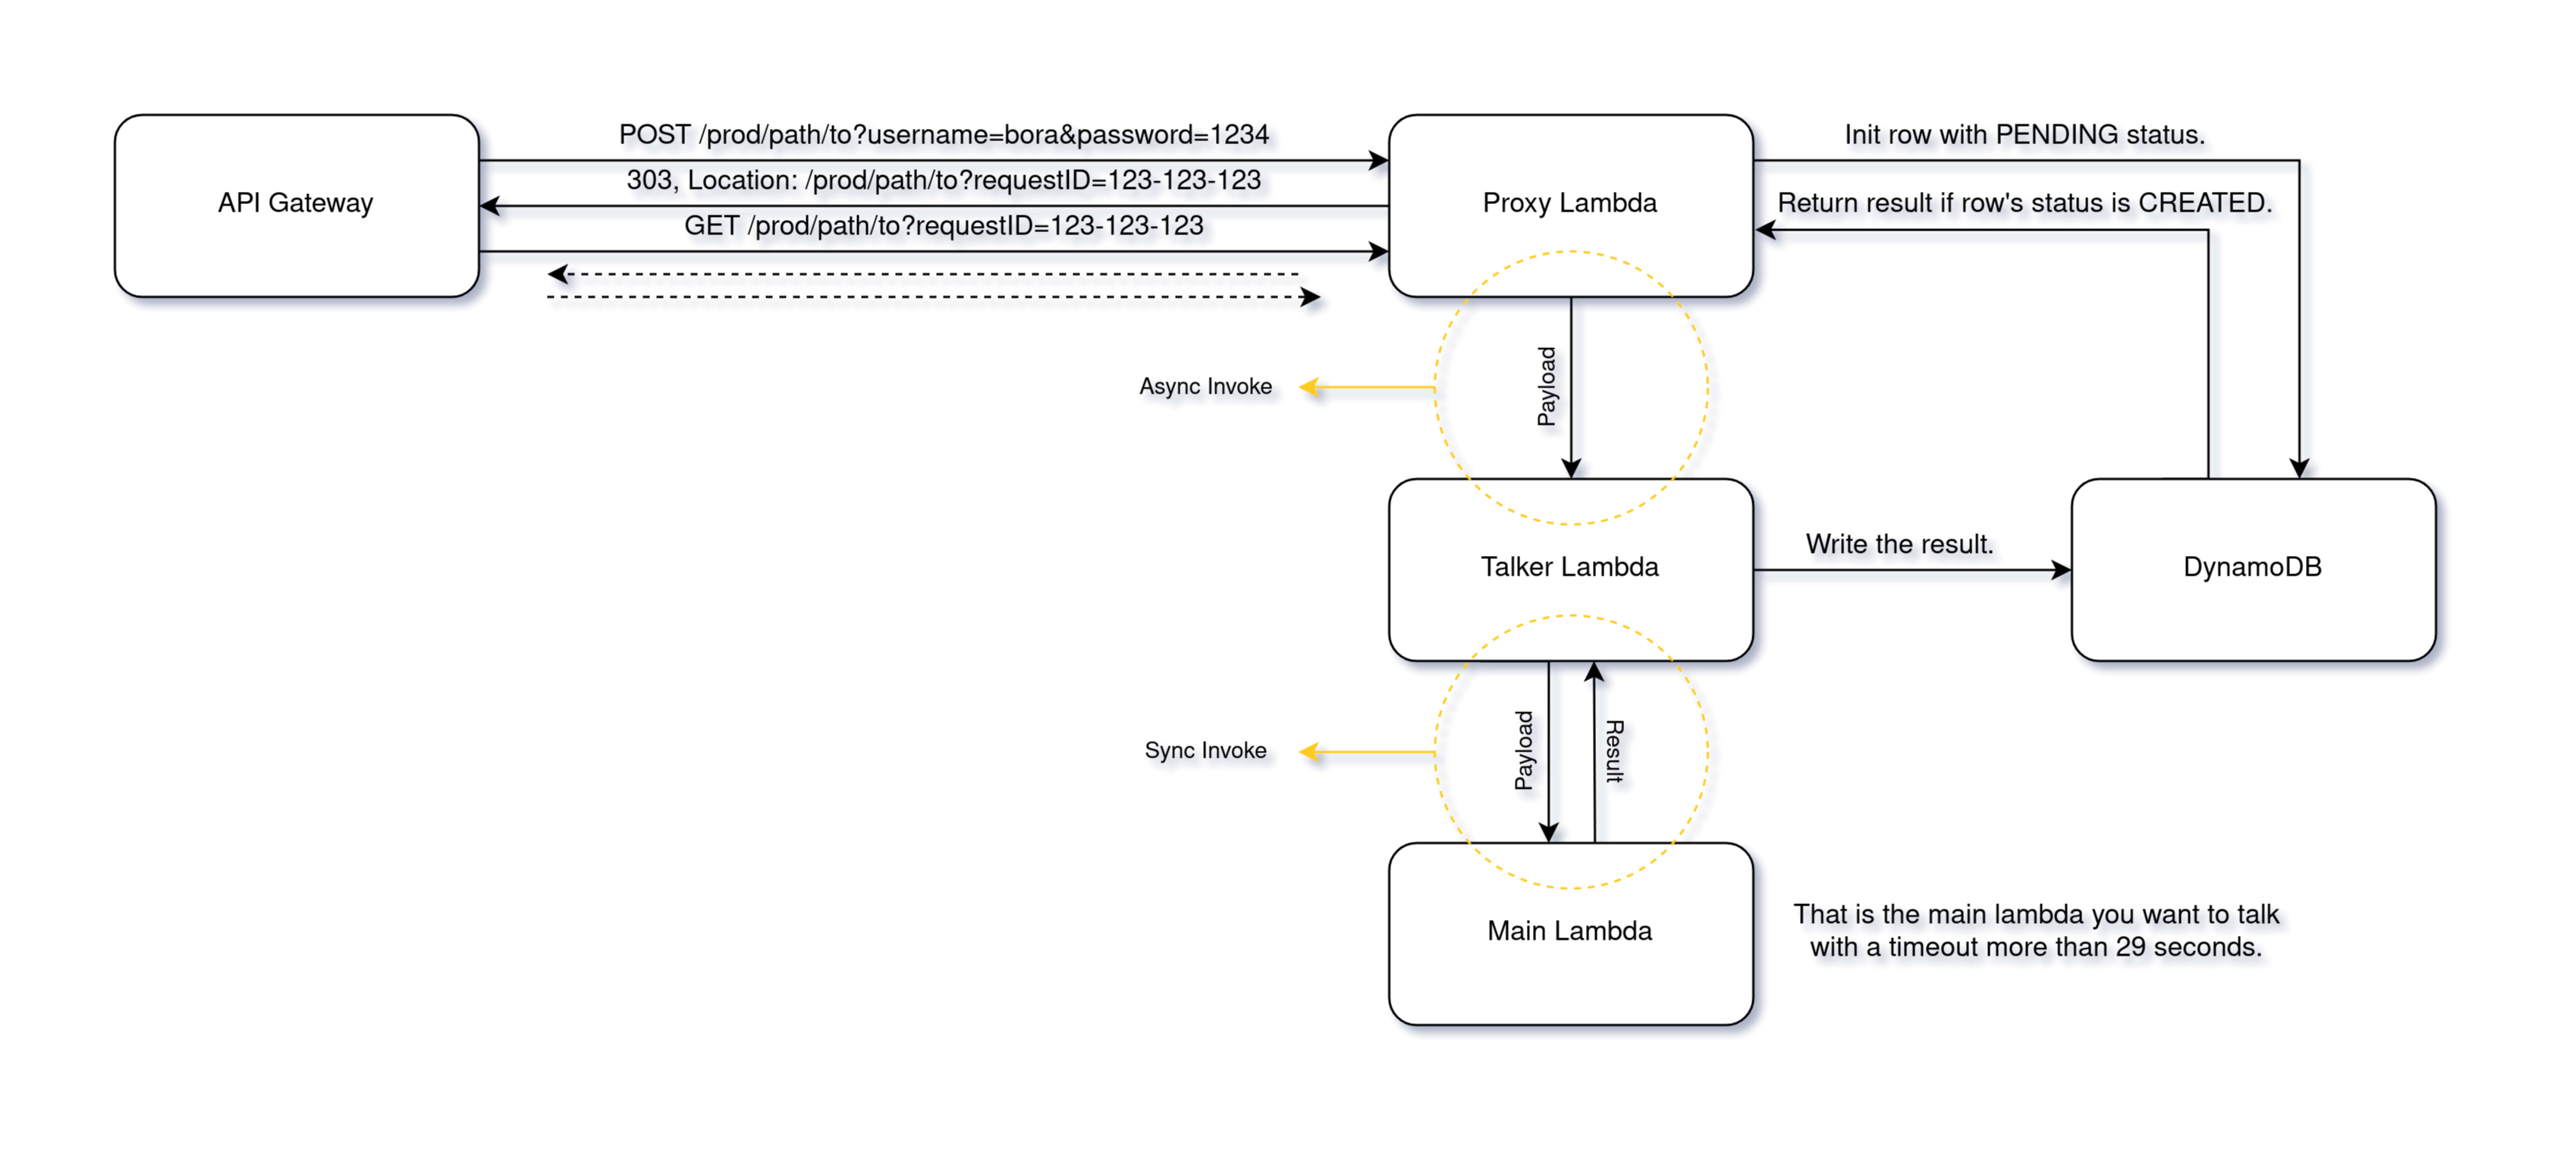 POST /prod/path/to?username=bora&password=1234
Init row with PENDING status.
303, Location: /prod/path/to?requestID=123-123-123
API Gateway
Proxy Lambda
Return result if row's status is CREATED.
GET /prod/path/to?requestID=123-123-123
Async Invoke
Payload
Write the result.
Talker Lambda
DynamoDB
Sync Invoke
Payload
Result
Main Lambda
That is the main lambda you want to talk
with a timeout more than 29 seconds.